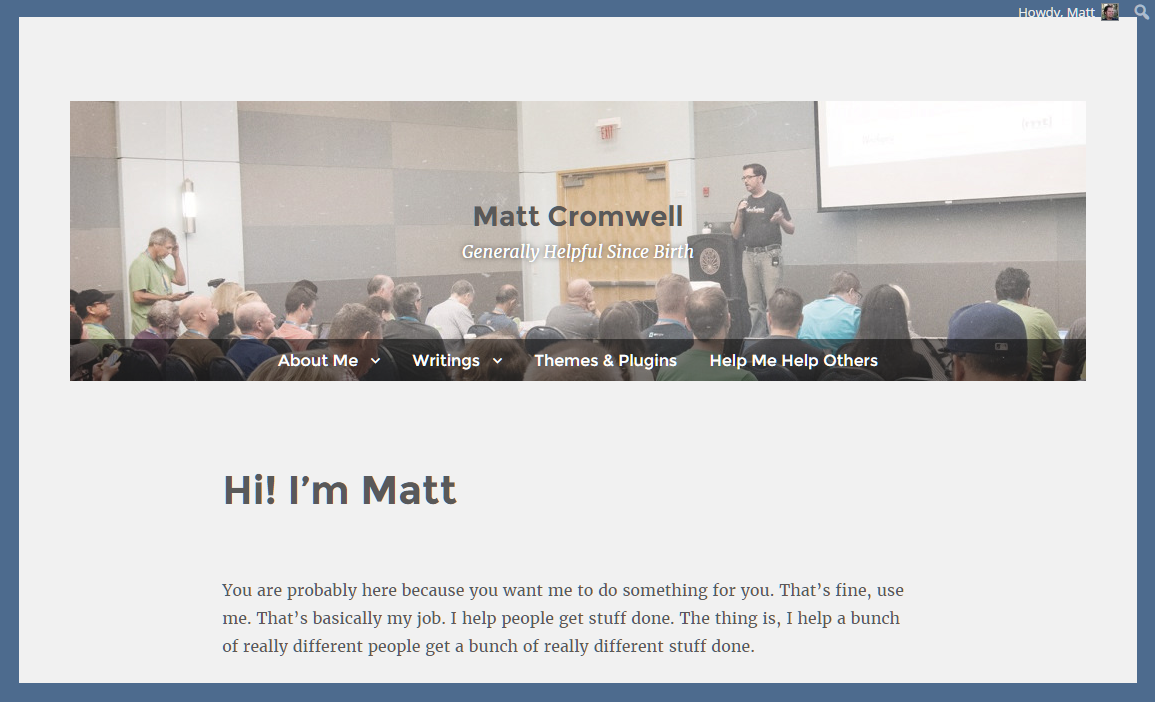 Howdy, Matt
EXIT
Matt Cromwell
Generally Helpful Since Birth
About Me
Writings
Themes & Plugins
Help Me Help Others
Hi! I’m Matt
You are probably here because you want me to do something for you. That’s fine, use
me. That’s basically my job. I help people get stuff done. The thing is, I help a bunch
of really different people get a bunch of really different stuff done.